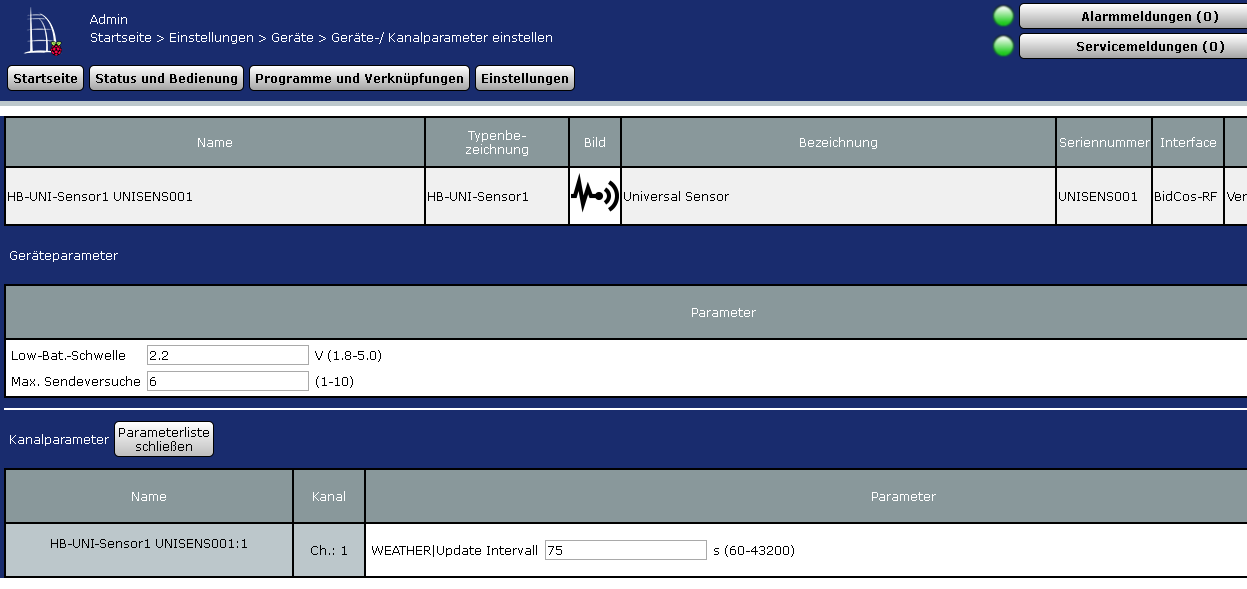 Admin
Startseite > Einstellungen > Geräte > Geräte-/ Kanalparameter einstellen
Alarmmeldungen (0)
Servicemeldungen (0)
Startseite Status und Bedienung Programme und Verknüpfungen Einstellungen
Name Typenbe-
zeichnung Bild Bezeichnung Seriennummer Interface
HB-UNI-Sensor1 UNISENS001 HB-UNI-Sensor1 Universal Sensor UNISENS001 BidCos-RF Ver
Geräteparameter
Parameter
Low-Bat.-Schwelle 2.2 V (1.8-5.0)
Max. Sendeversuche 6 (1-10)
Kanalparameter Parameterliste
schließen
Name Kanal Parameter
HB-UNI-Sensor1 UNISENS001:1 Ch.: 1 WEATHER|Update Intervall 75 s (60-43200)